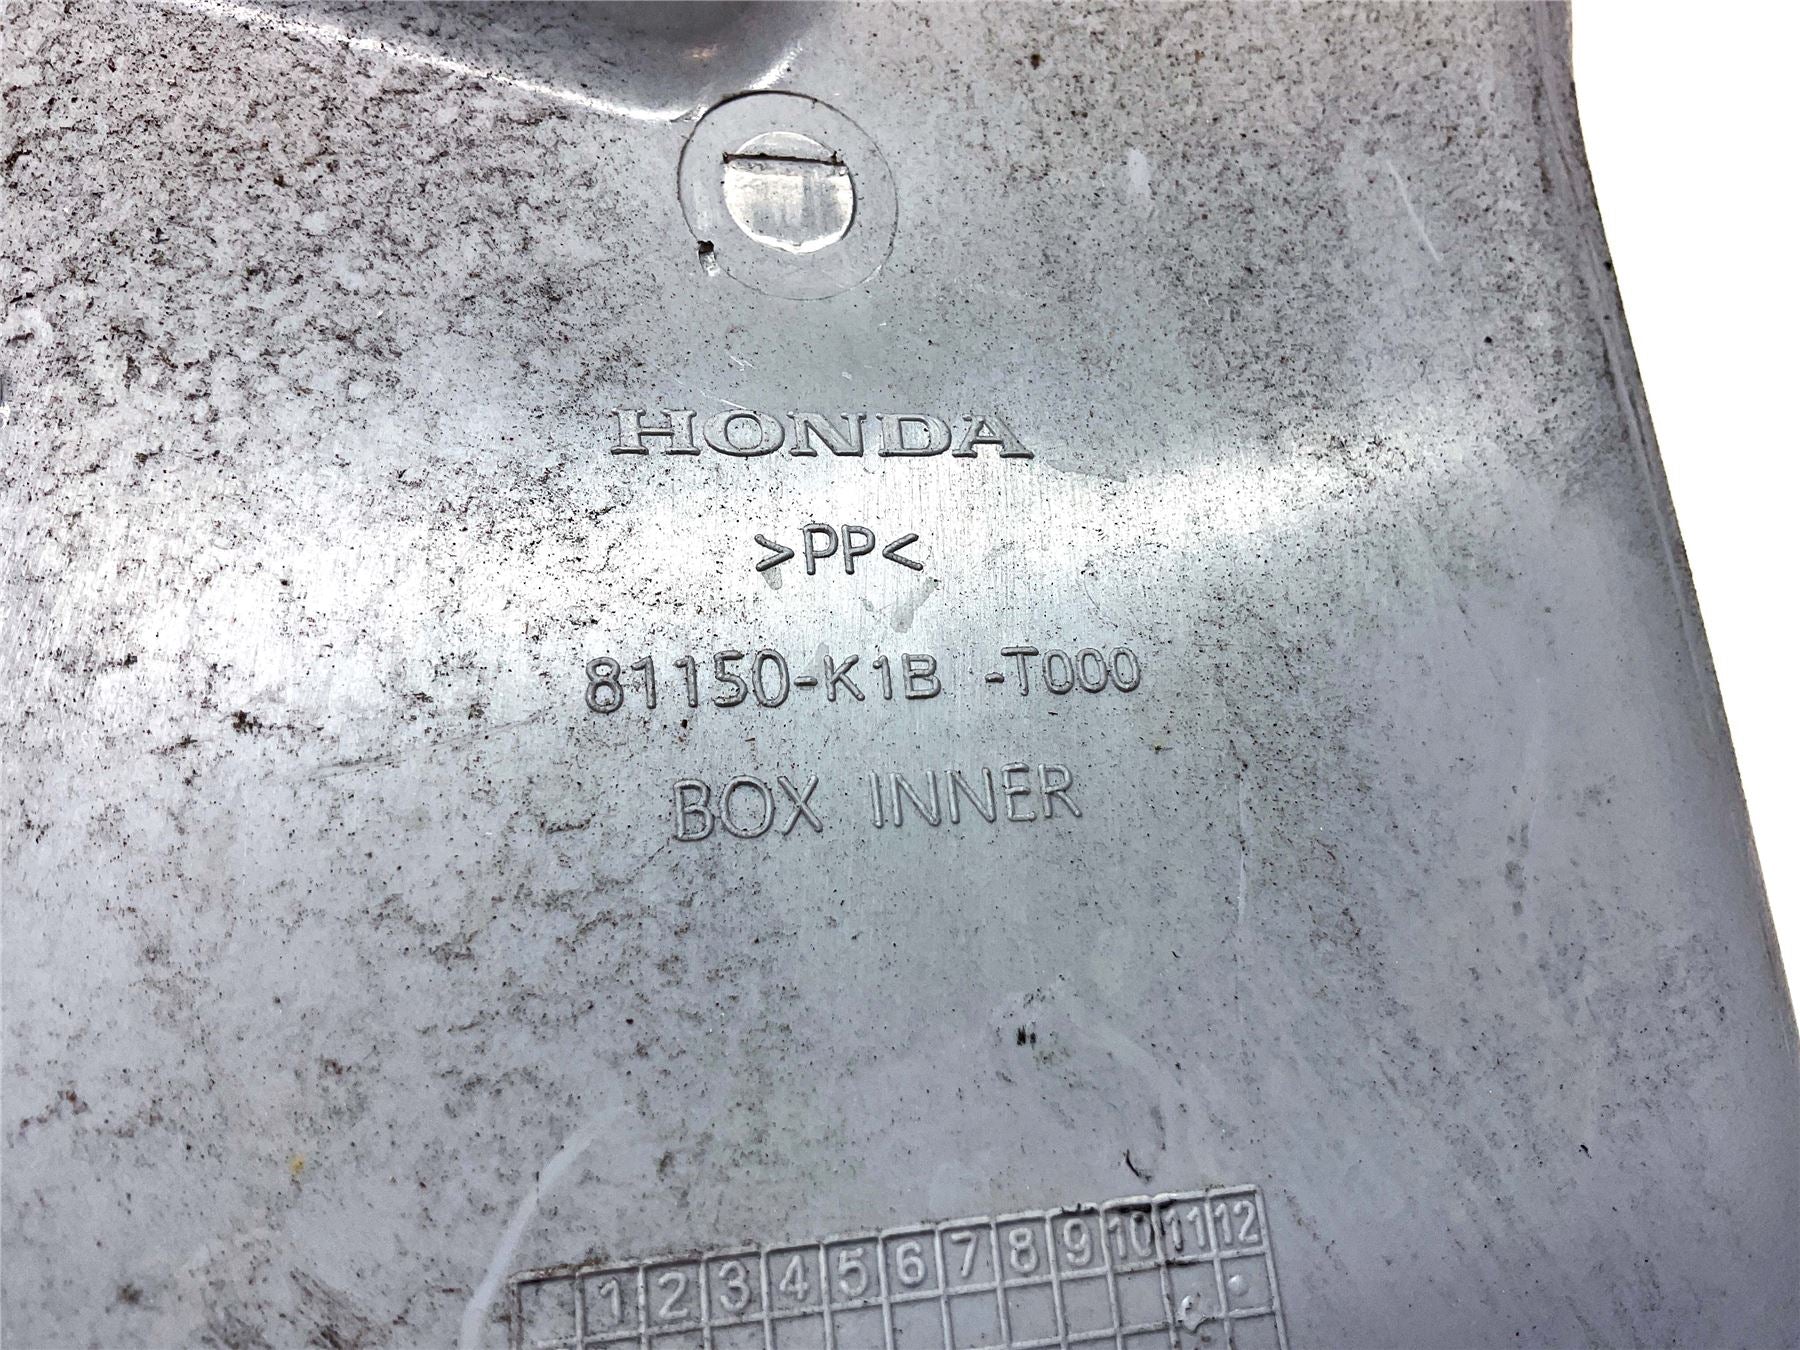 HONDA
>PP<
81150-K1B -T000
BOX INNER
1 2 3 4 5 6 7 8 9 10 11 12